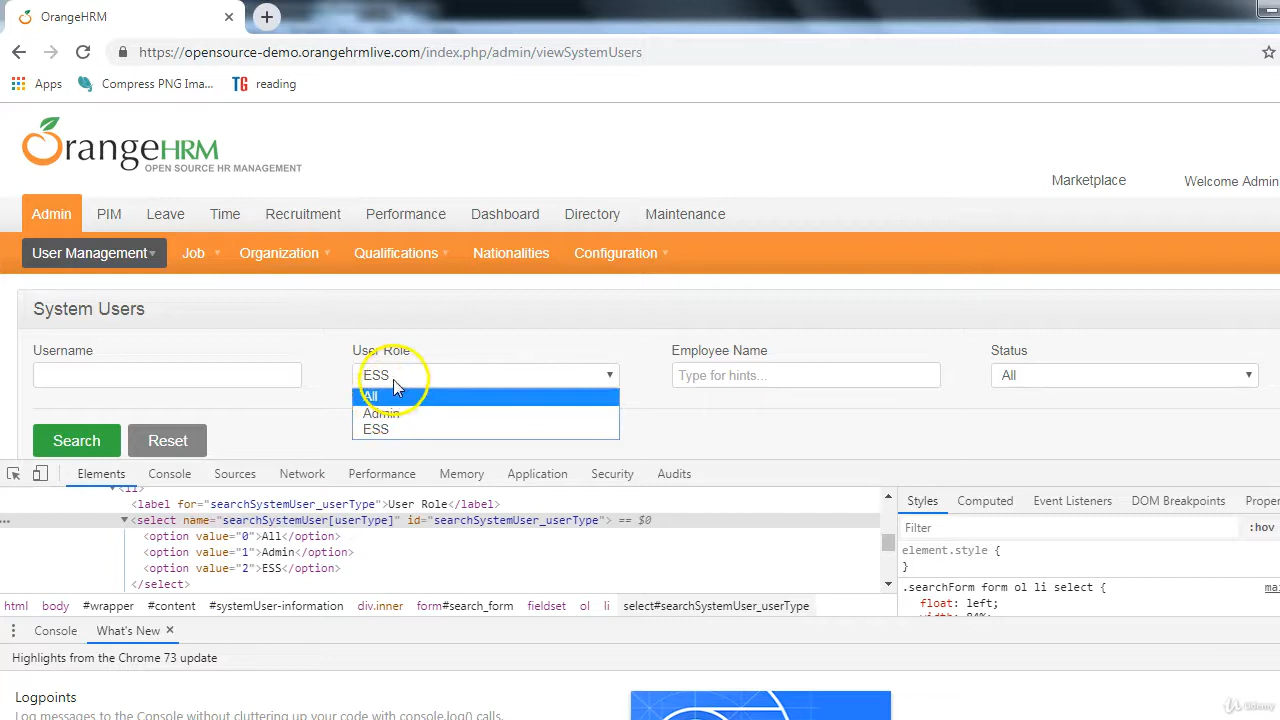 OrangeHRM
https://opensource-demo.orangehrmlive.com/index.php/admin/viewSystemUsers
Apps Compress PNG Ima... TG reading
OrangeHRM
OPEN SOURCE HR MANAGEMENT
Marketplace Welcome Admin
Admin PIM Leave Time Recruitment Performance Dashboard Directory Maintenance
User Management Job Organization Qualifications Nationalities Configuration
System Users
Username User Role Employee Name Status
ESS Type for hints... All
All
Admin
ESS
Search Reset
Elements Console Sources Network Performance Memory Application Security Audits
<li>
<label for="searchSystemUser_userType">User Role</label>
<select name="searchSystemUser[userType]" id="searchSystemUser_userType"> == $0
<option value="0">All</option>
<option value="1">Admin</option>
<option value="2">ESS</option>
</select>
html body #wrapper #content #systemUser-information div.inner form#search_form fieldset ol li select#searchSystemUser_userType
Styles Computed Event Listeners DOM Breakpoints Proper
Filter :hov
element.style {
}
.searchForm form ol li select { ma
float: left;
width: 84%;
Console What's New
Highlights from the Chrome 73 update
Logpoints
Log messages to the Console without cluttering up your code with console.log() calls.
Udemy